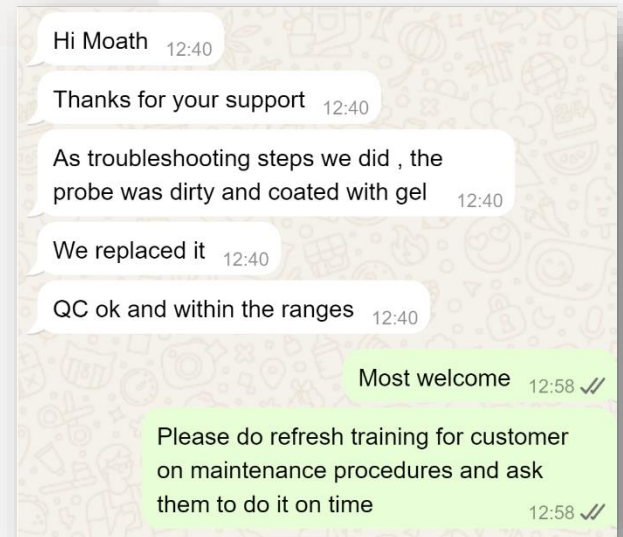 Hi Moath 12:40
Thanks for your support 12:40
As troubleshooting steps we did , the
probe was dirty and coated with gel 12:40
We replaced it 12:40
QC ok and within the ranges 12:40
Most welcome 12:58
Please do refresh training for customer
on maintenance procedures and ask
them to do it on time 12:58